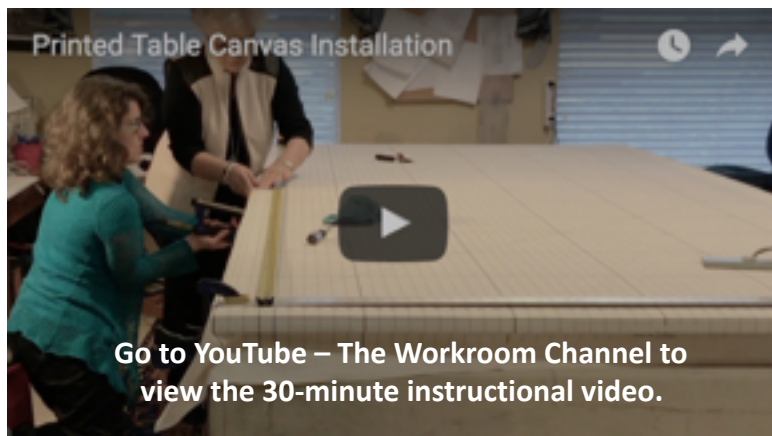 Printed Table Canvas Installation
Go to YouTube – The Workroom Channel to
view the 30-minute instructional video.